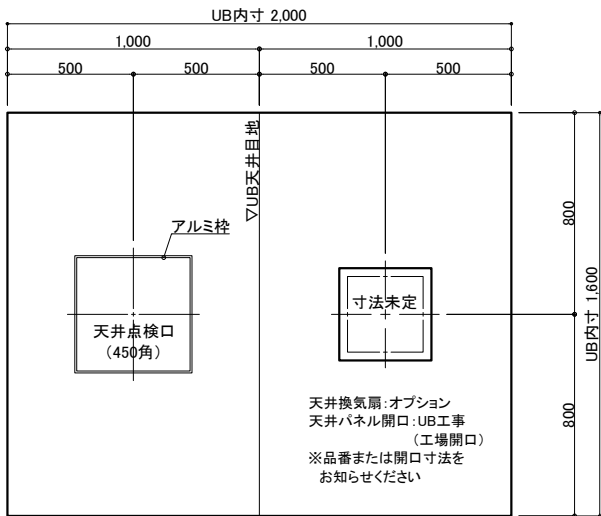 UB内寸 2,000
1,000
1,000
500
500
500
500
▽UB天井目地
アルミ枠
天井点検口
(450角)
寸法未定
800
UB内寸 1,600
800
天井換気扇:オプション
天井パネル開口:UB工事
(工場開口)
※品番または開口寸法を
お知らせください